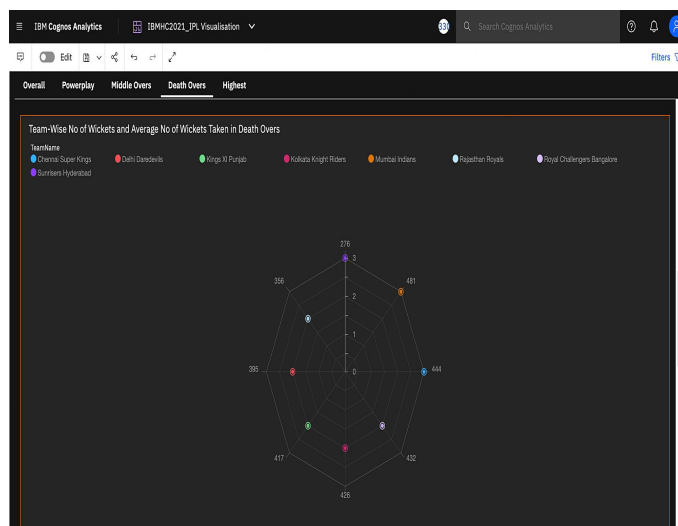 IBM Cognos Analytics
IBMHC2021_IPL Visualisation
Search Cognos Analytics
Edit
Filters
Overall Powerplay Middle Overs Death Overs Highest
Team-Wise No of Wickets and Average No of Wickets Taken in Death Overs
TeamName
Chennai Super Kings Delhi Daredevils Kings XI Punjab Kolkata Knight Riders Mumbai Indians Rajasthan Royals Royal Challengers Bangalore
Sunrisers Hyderabad
276
3
356
481
2
1
395
0
444
417
432
426